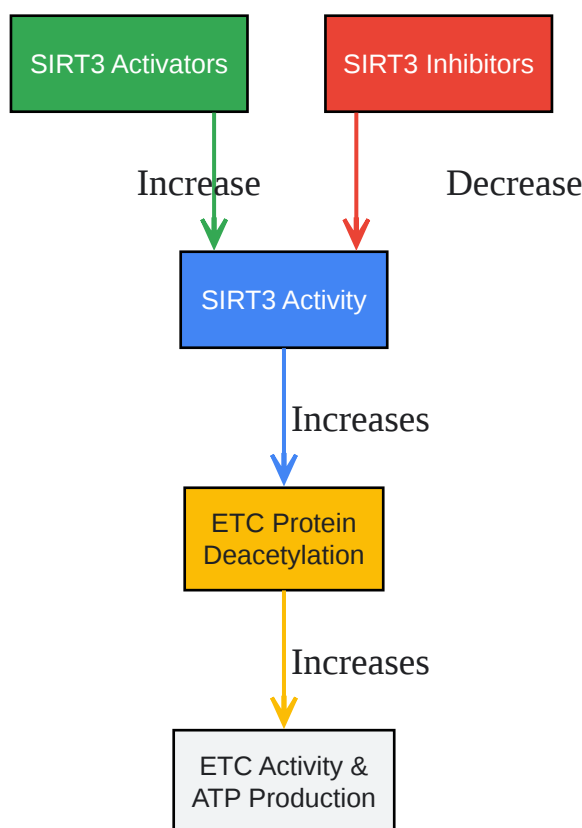 SIRT3 Activators
SIRT3 Inhibitors
Increase
Decrease
SIRT3 Activity
Increases
ETC Protein
Deacetylation
Increases
ETC Activity &
ATP Production